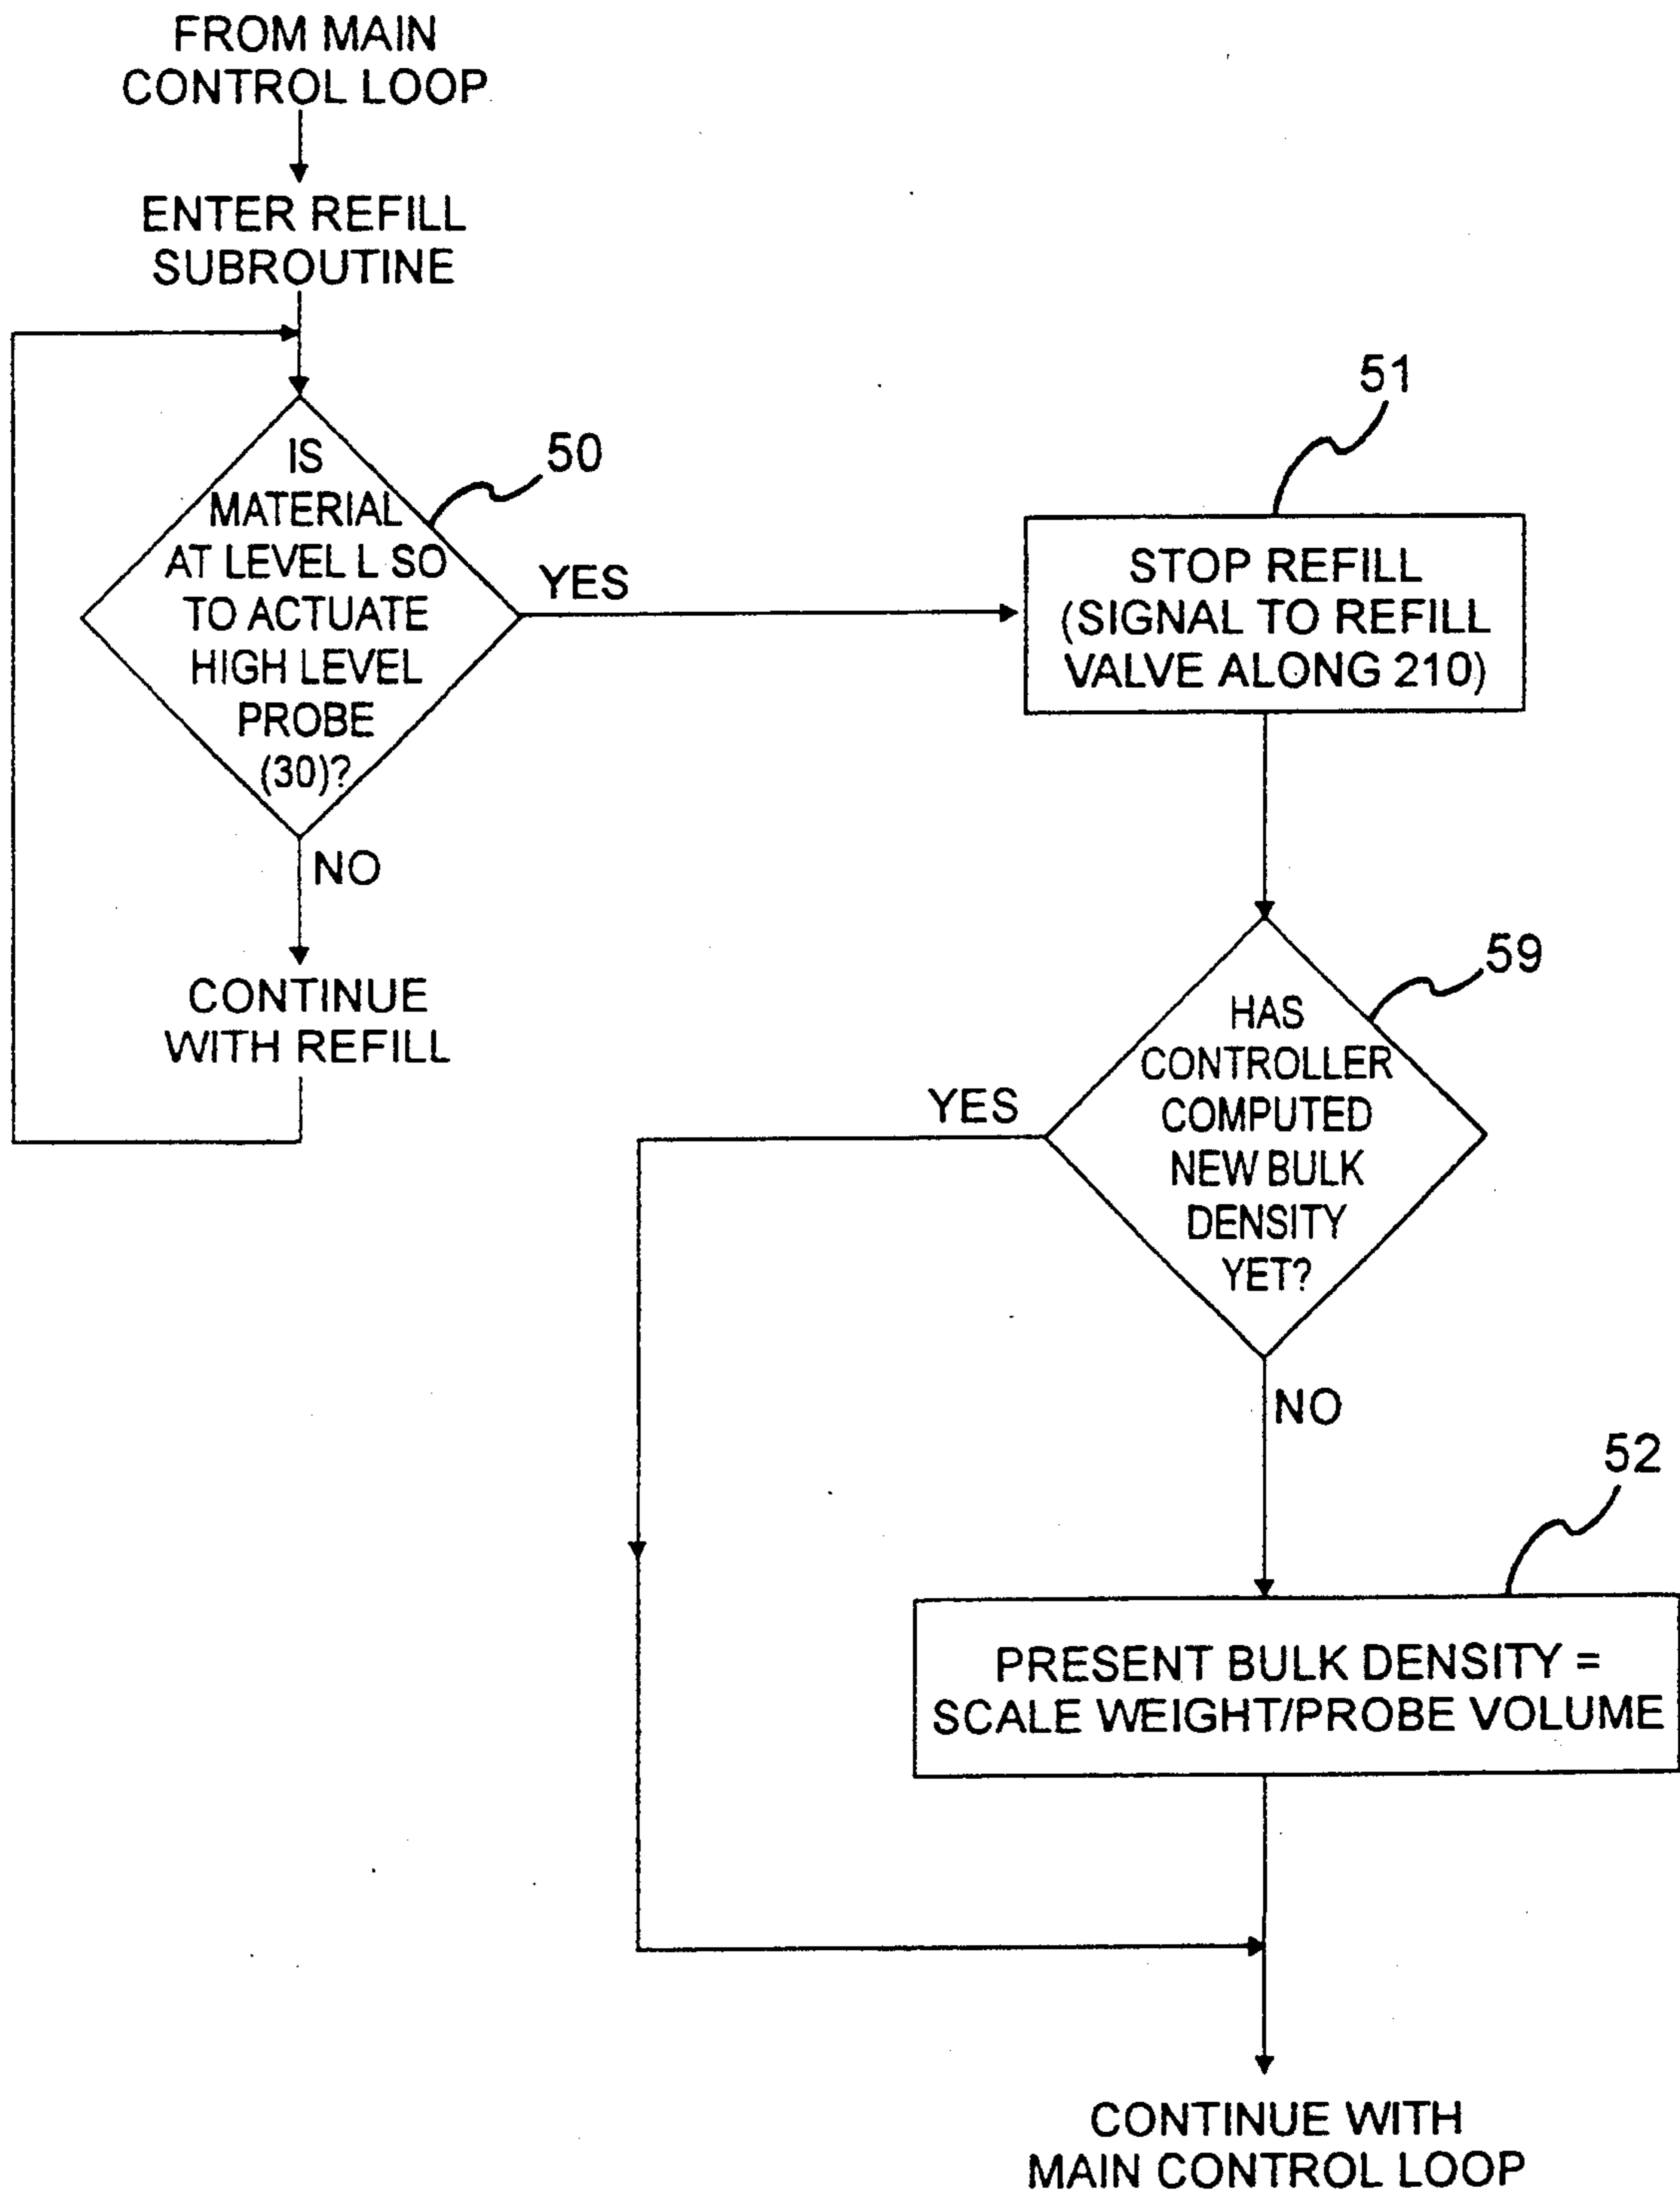 FROM MAIN
CONTROL LOOP
ENTER REFILL
SUBROUTINE
IS
MATERIAL
AT LEVEL L SO
TO ACTUATE
HIGH LEVEL
PROBE
(30)?
50
YES
NO
CONTINUE
WITH REFILL
51
STOP REFILL
(SIGNAL TO REFILL
VALVE ALONG 210)
59
HAS
CONTROLLER
COMPUTED
NEW BULK
DENSITY
YET?
YES
NO
52
PRESENT BULK DENSITY =
SCALE WEIGHT/PROBE VOLUME
CONTINUE WITH
MAIN CONTROL LOOP